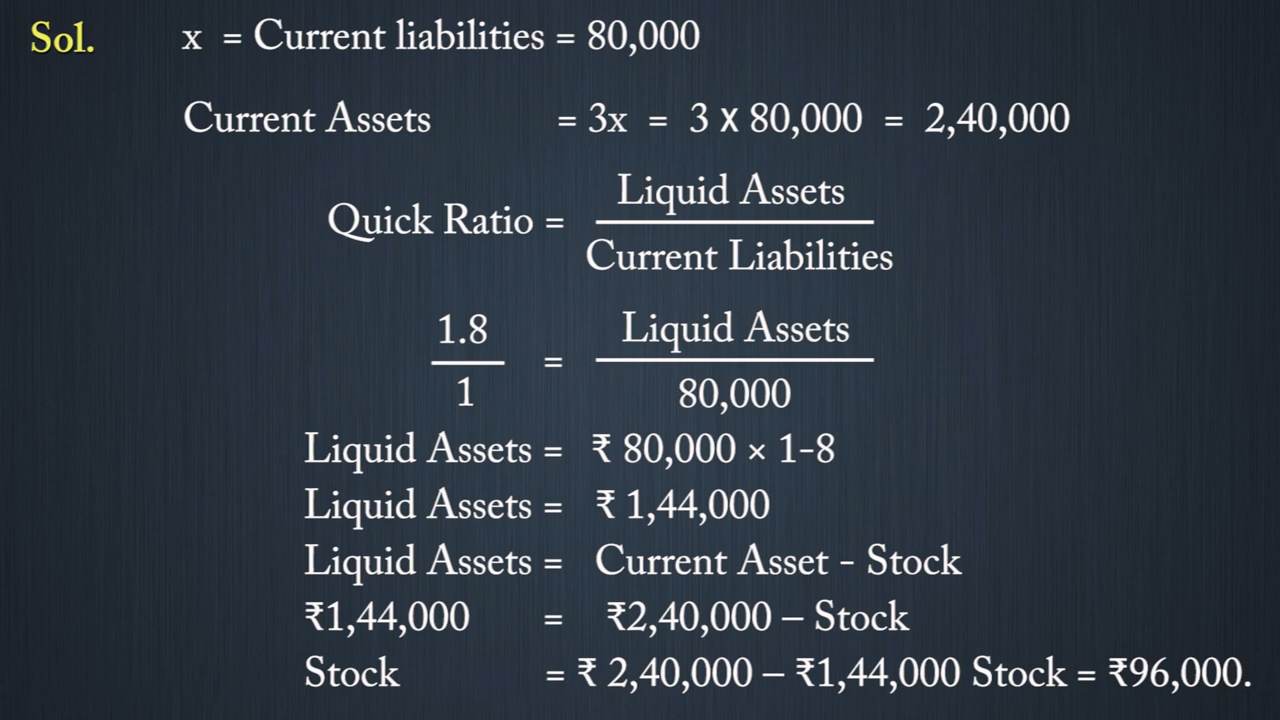 Sol. x = Current liabilities = 80,000
Current Assets = 3x = 3 X 80,000 = 2,40,000
Liquid Assets
Quick Ratio =
Current Liabilities
1.8 Liquid Assets
=
1 80,000
Liquid Assets = ₹ 80,000 × 1-8
Liquid Assets = ₹ 1,44,000
Liquid Assets = Current Asset - Stock
₹1,44,000 = ₹2,40,000 – Stock
Stock = ₹ 2,40,000 – ₹1,44,000 Stock = ₹96,000.